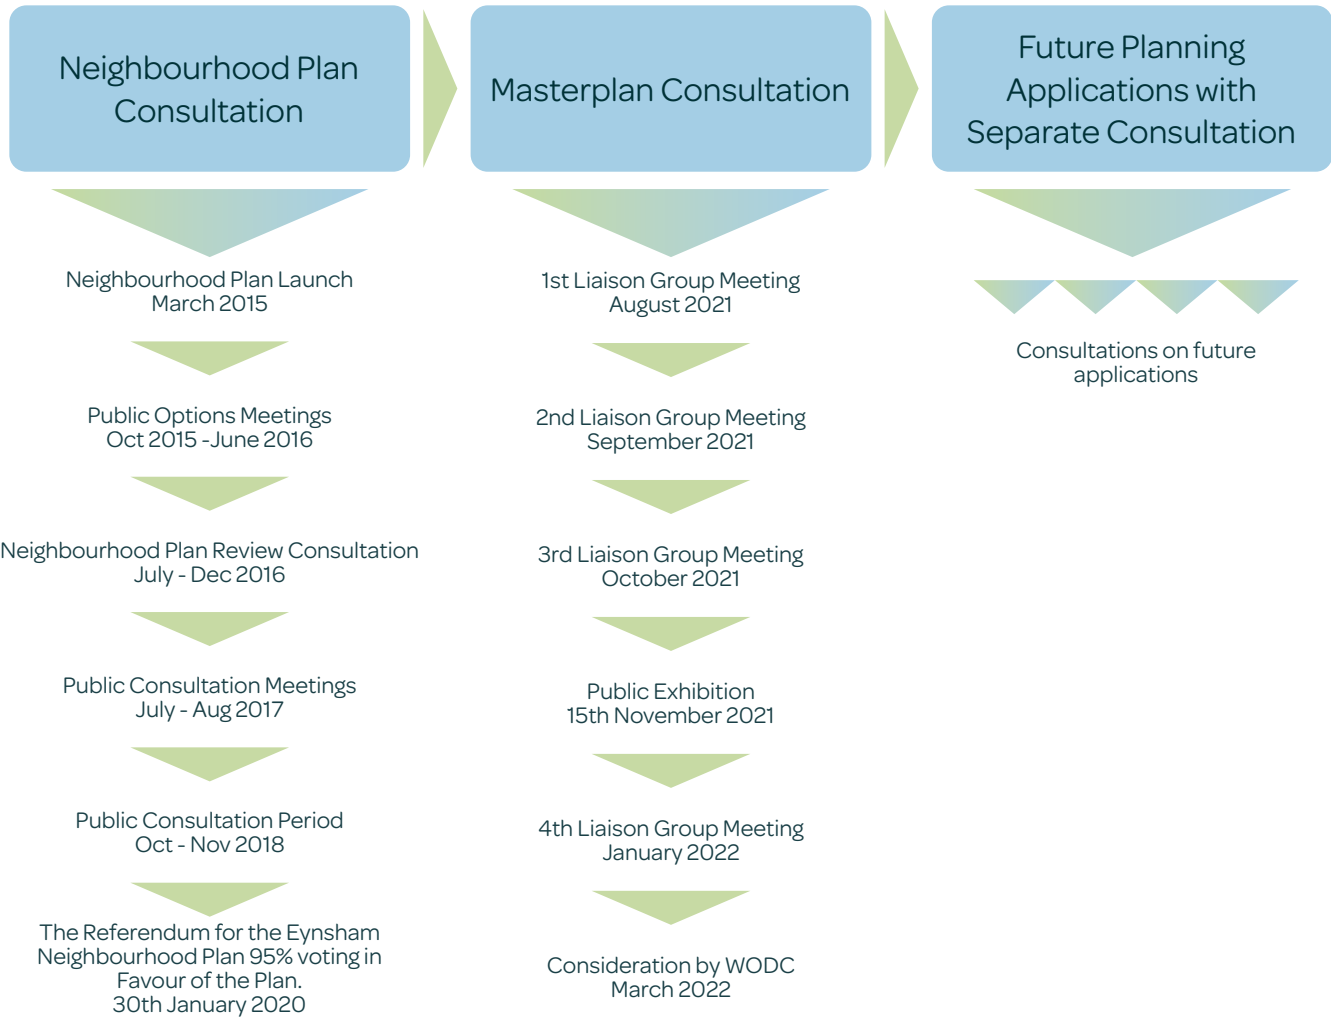 Neighbourhood Plan
Consultation
Neighbourhood Plan Launch
March 2015
Public Options Meetings
Oct 2015 -June 2016
Neighbourhood Plan Review Consultation
July - Dec 2016
Public Consultation Meetings
July - Aug 2017
Public Consultation Period
Oct - Nov 2018
The Referendum for the Eynsham
Neighbourhood Plan 95% voting in
Favour of the Plan.
30th January 2020
Masterplan Consultation
1st Liaison Group Meeting
August 2021
2nd Liaison Group Meeting
September 2021
3rd Liaison Group Meeting
October 2021
Public Exhibition
15th November 2021
4th Liaison Group Meeting
January 2022
Consideration by WODC
March 2022
Future Planning
Applications with
Separate Consultation
Consultations on future
applications